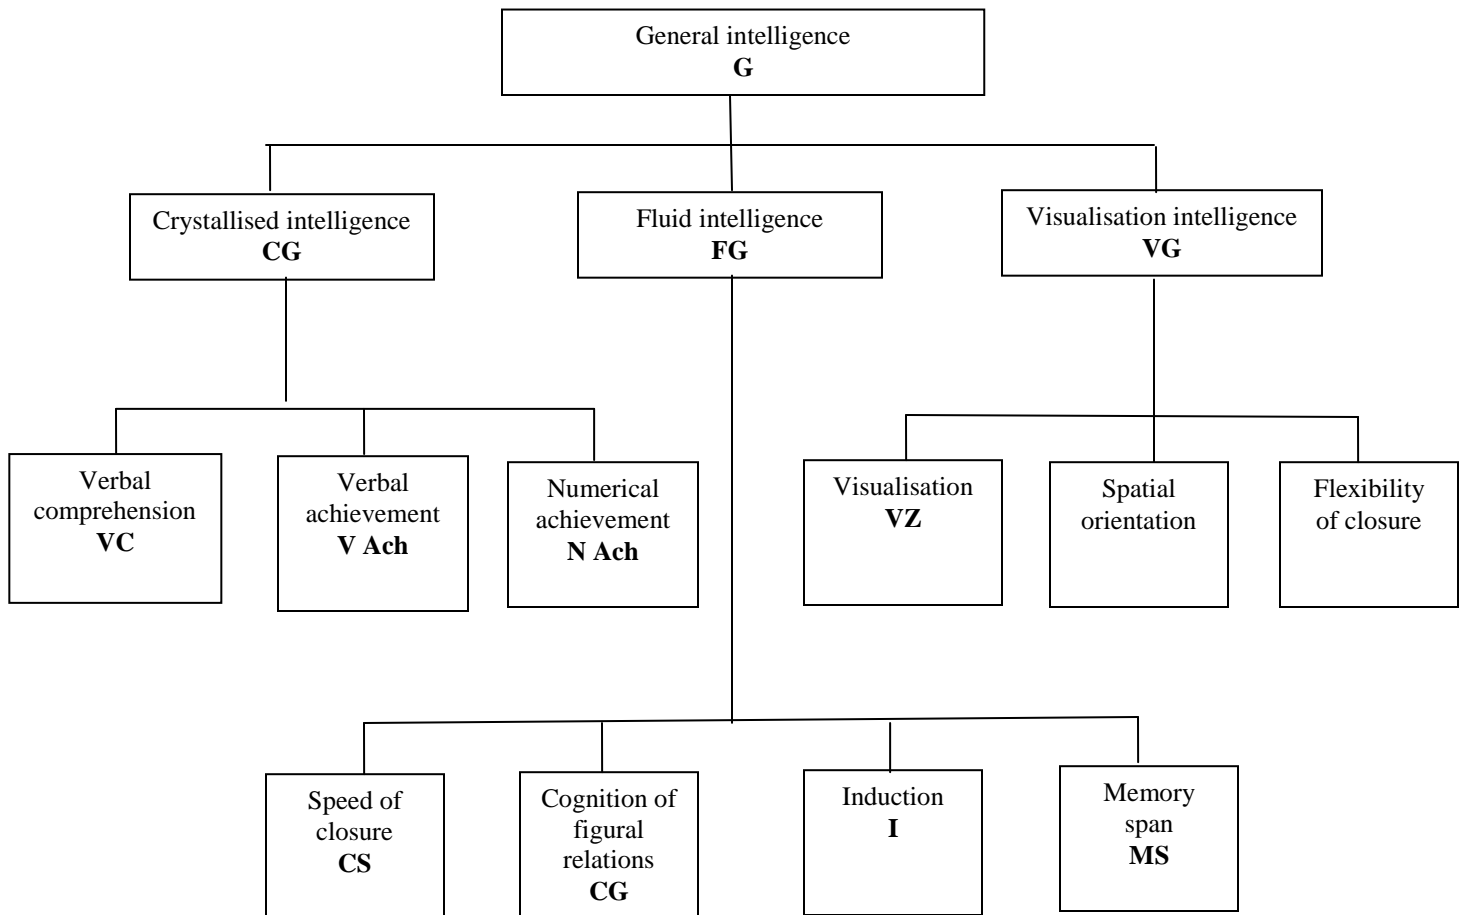 General intelligence
G
Crystallised intelligence
CG
Fluid intelligence
FG
Visualisation intelligence
VG
Verbal
comprehension
VC
Verbal
achievement
V Ach
Numerical
achievement
N Ach
Visualisation
VZ
Spatial
orientation
Flexibility
of closure
Speed of
closure
CS
Cognition of
figural
relations
CG
Induction
I
Memory
span
MS